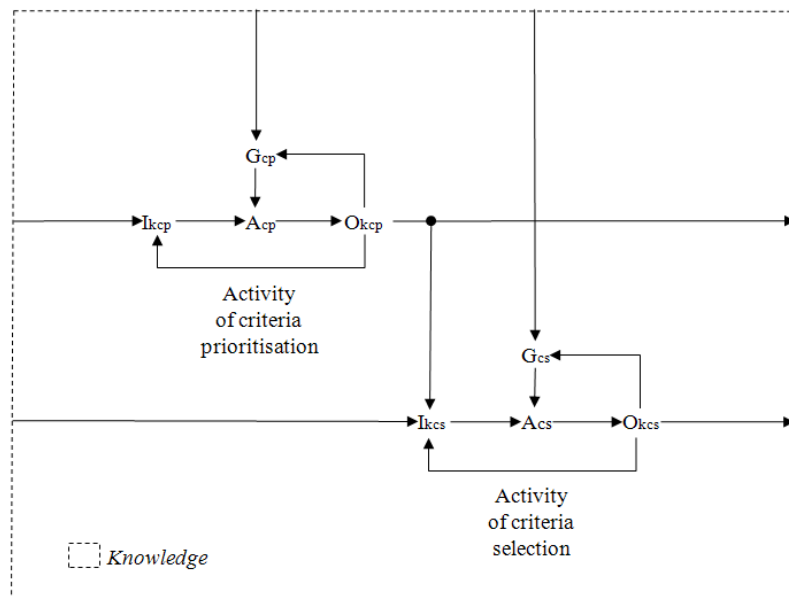 Gcp
Ikcp Acp Okcp
Activity
of criteria
prioritisation
Gcs
Ikcs Acs Okcs
Activity
of criteria
selection
Knowledge